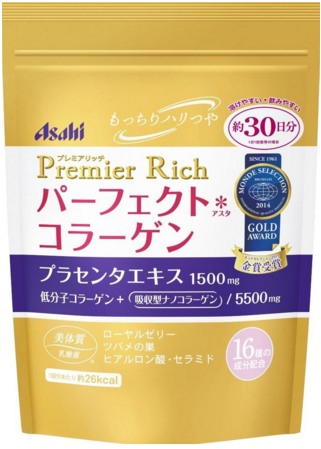 もっちりハリつや
溶けやすい・飲みやすい
約30日分
Asahi
プレミアリッチ
Premier Rich
パーフェクト*
アスタ
コラーゲン
SINCE 1961
MONDE SELECTION
2014
GOLD
AWARD
金賞受賞
プラセンタエキス 1500mg
低分子コラーゲン + 吸収型ナノコラーゲン / 5500mg
美体質
乳酸菌
ローヤルゼリー
ツバメの巣
ヒアルロン酸・セラミド
16種の
成分配合
1回分あたり 約26kcal